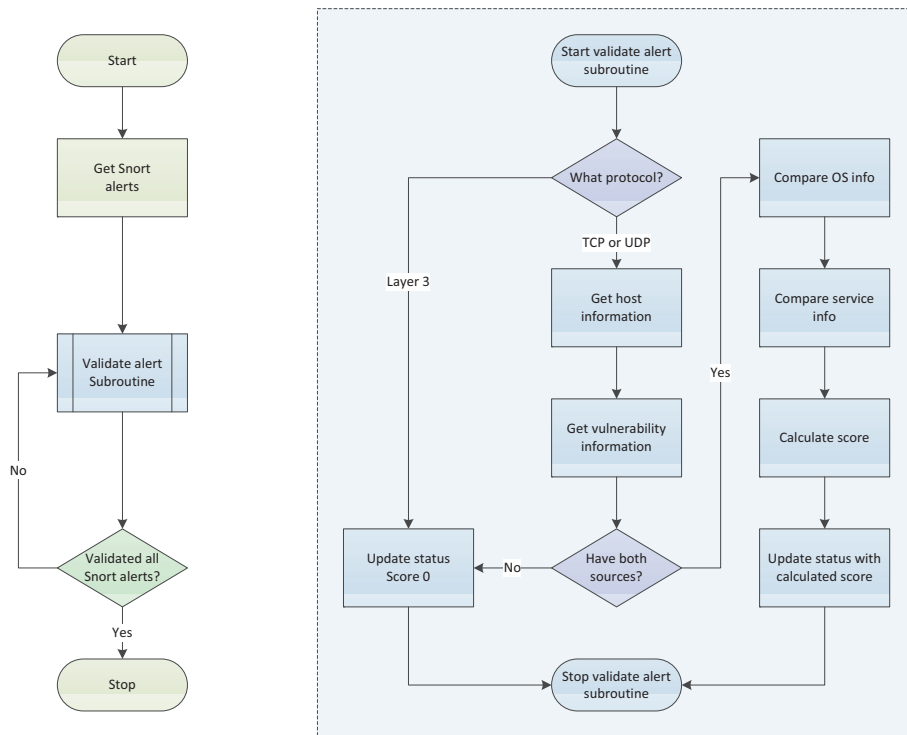 Start
Get Snort
alerts
Validate alert
Subroutine
No
Validated all
Snort alerts?
Yes
Stop
Start validate alert
subroutine
What protocol?
TCP or UDP
Layer 3
Get host
information
Get vulnerability
information
Have both
sources?
No
Update status
Score 0
Yes
Compare OS info
Compare service
info
Calculate score
Update status with
calculated score
Stop validate alert
subroutine